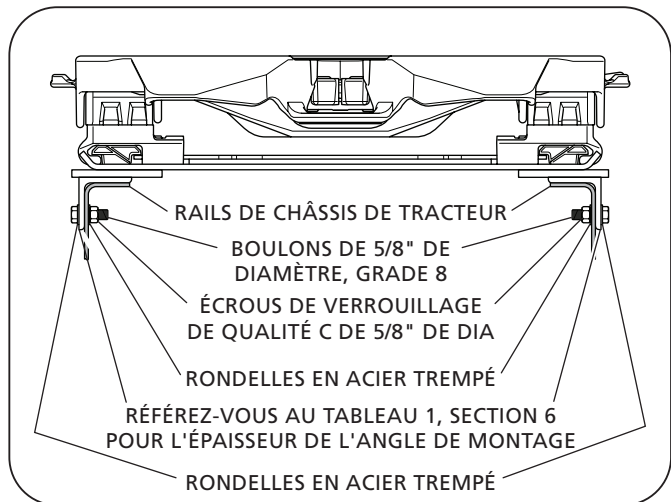 RAILS DE CHÂSSIS DE TRACTEUR
BOULONS DE 5/8" DE
DIAMÈTRE, GRADE 8
ÉCROUS DE VERROUILLAGE
DE QUALITÉ C DE 5/8" DE DIA
RONDELLES EN ACIER TREMPÉ
RÉFÉREZ-VOUS AU TABLEAU 1, SECTION 6
POUR L'ÉPAISSEUR DE L'ANGLE DE MONTAGE
RONDELLES EN ACIER TREMPÉ